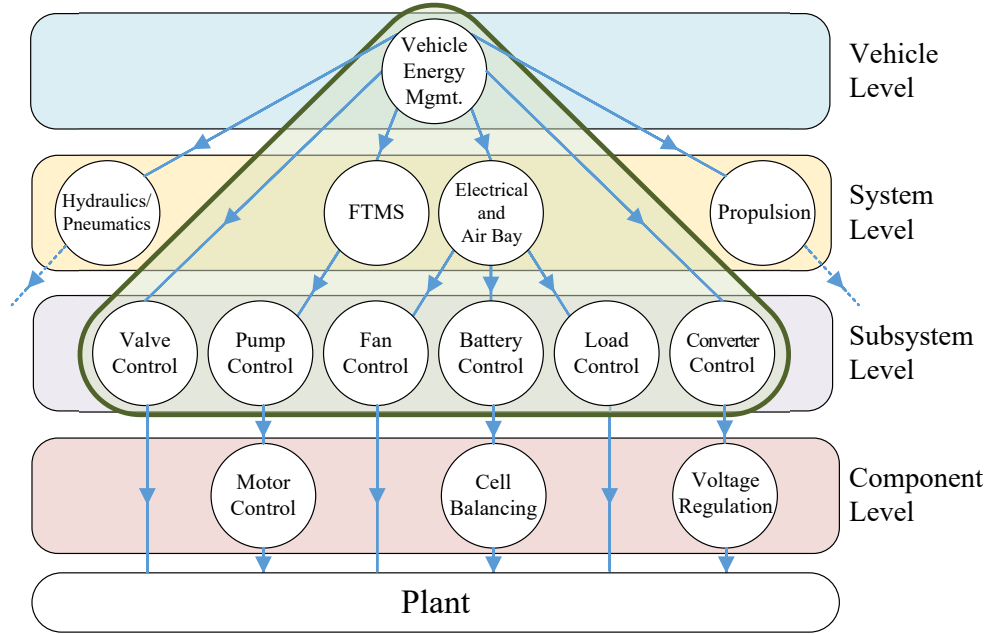 Vehicle
Energy
Mgmt.
Vehicle
Level
Hydraulics/
Pneumatics
FTMS
Electrical
and
Air Bay
Propulsion
System
Level
Valve
Control
Pump
Control
Fan
Control
Battery
Control
Load
Control
Converter
Control
Subsystem
Level
Motor
Control
Cell
Balancing
Voltage
Regulation
Component
Level
Plant